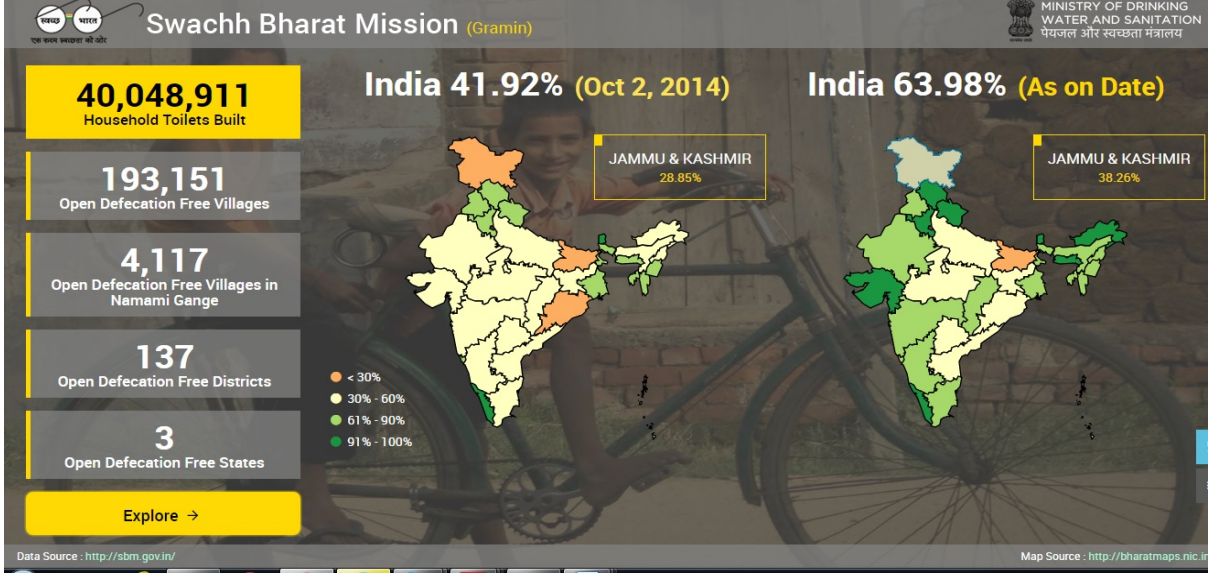 स्वच्छ भारत
एक कदम स्वच्छता की ओर
Swachh Bharat Mission (Gramin)
MINISTRY OF DRINKING
WATER AND SANITATION
पेयजल और स्वच्छता मंत्रालय
40,048,911
Household Toilets Built
193,151
Open Defecation Free Villages
4,117
Open Defecation Free Villages in
Namami Gange
137
Open Defecation Free Districts
3
Open Defecation Free States
Explore →
India 41.92% (Oct 2, 2014)
JAMMU & KASHMIR
28.85%
< 30%
30% - 60%
61% - 90%
91% - 100%
India 63.98% (As on Date)
JAMMU & KASHMIR
38.26%
Data Source : http://sbm.gov.in/
Map Source : http://bharatmaps.nic.in